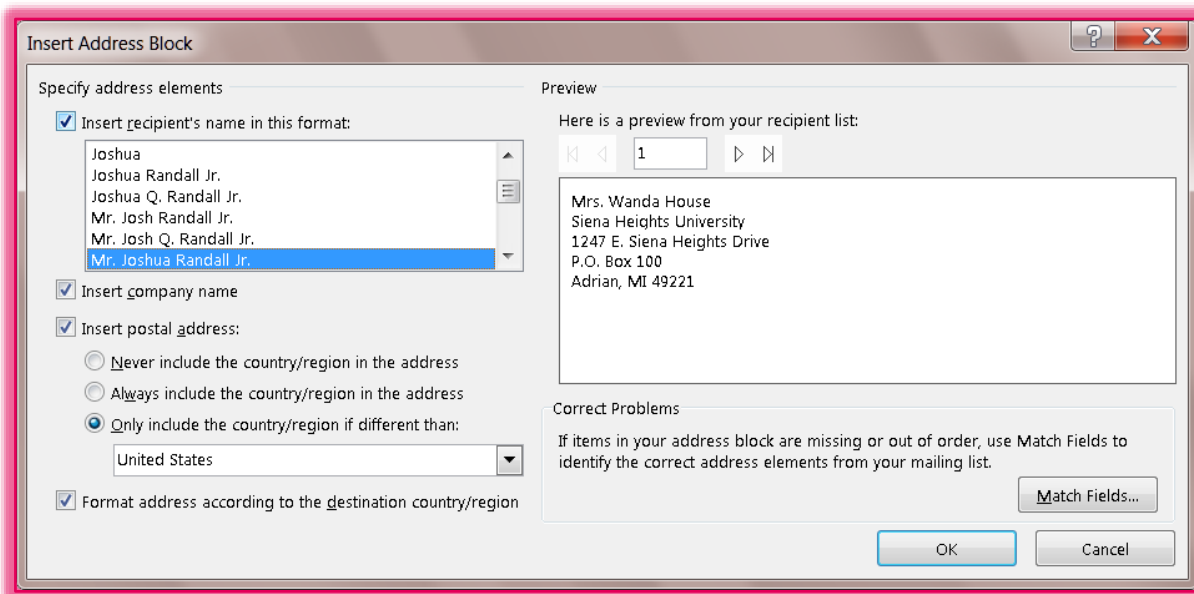 Insert Address Block
?
X
Specify address elements
Insert recipient's name in this format:
Joshua
Joshua Randall Jr.
Joshua Q. Randall Jr.
Mr. Josh Randall Jr.
Mr. Josh Q. Randall Jr.
Mr. Joshua Randall Jr.
Insert company name
Insert postal address:
Never include the country/region in the address
Always include the country/region in the address
Only include the country/region if different than:
United States
Format address according to the destination country/region
Preview
Here is a preview from your recipient list:
1
Mrs. Wanda House
Siena Heights University
1247 E. Siena Heights Drive
P.O. Box 100
Adrian, MI 49221
Correct Problems
If items in your address block are missing or out of order, use Match Fields to
identify the correct address elements from your mailing list.
Match Fields...
OK
Cancel